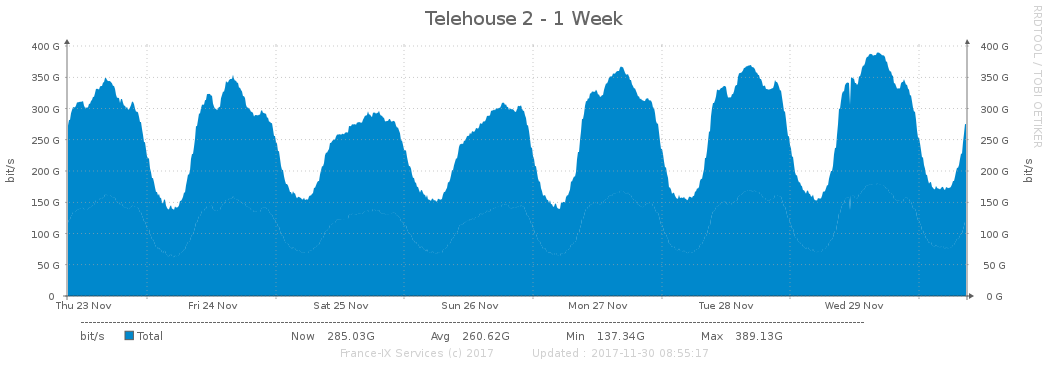 Telehouse 2 - 1 Week
RRDTOOL / TOBI OETIKER
bit/s
400 G 400 G
350 G 350 G
300 G 300 G
250 G 250 G
200 G 200 G
150 G 150 G
100 G 100 G
50 G 50 G
0 0 G
bit/s
Thu 23 Nov Fri 24 Nov Sat 25 Nov Sun 26 Nov Mon 27 Nov Tue 28 Nov Wed 29 Nov
bit/s Total Now 285.03G Avg 260.62G Min 137.34G Max 389.13G
France-IX Services (c) 2017 Updated : 2017-11-30 08:55:17